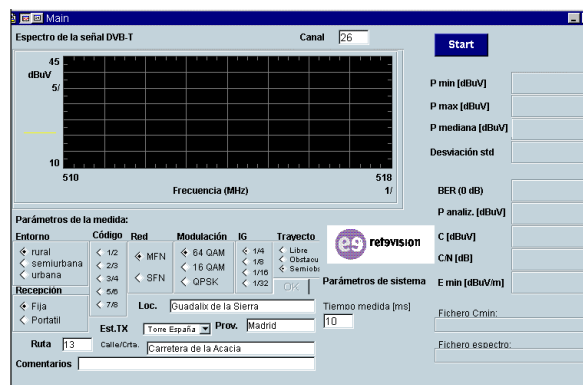 Main
Espectro de la señal DVB-T
Canal 26
Start
45
dBuV
5/
10
510
518
Frecuencia (MHz)
1/
P min [dBuV]
P max [dBuV]
P mediana [dBuV]
Desviación std
BER (0 dB)
P analiz. [dBuV]
C [dBuV]
C/N [dB]
E min [dBuV/m]
Parámetros de la medida:
Entorno
rural
semiurbana
urbana
Recepción
Fija
Portatil
Código
1/2
2/3
3/4
5/6
7/8
Red
MFN
SFN
Modulación
64 QAM
16 QAM
QPSK
IG
1/4
1/8
1/16
1/32
Trayecto
Libre
Obstacu
Semiobs
OK
retevision
Parámetros de sistema
Tiempo medida [ms]
10
Loc. Guadalix de la Sierra
Est.TX Torre España
Prov. Madrid
Ruta 13
Calle/Crta. Carretera de la Acacia
Comentarios
Fichero Cmin:
Fichero espectro: